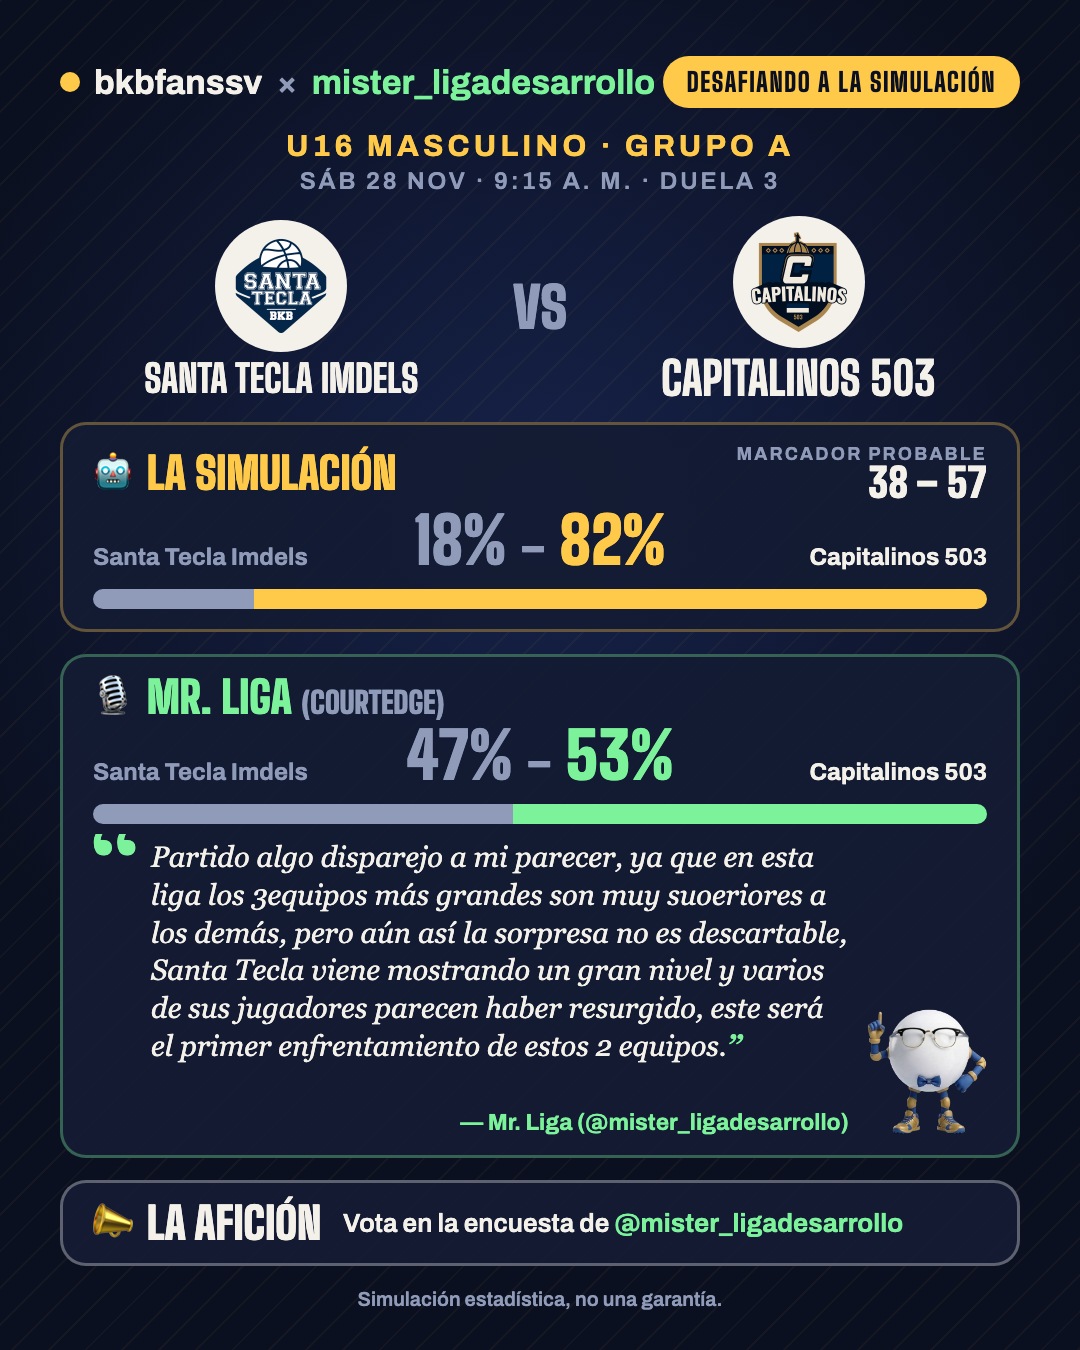 bkbfanssv × mister_ligadesarrollo DESAFIANDO A LA SIMULACIÓN
U16 MASCULINO · GRUPO A
SÁB 28 NOV · 9:15 A. M. · DUELA 3
SANTA
TECLA
BKB
C
CAPITALINOS
503
VS
SANTA TECLA IMDELS
CAPITALINOS 503
LA SIMULACIÓN
MARCADOR PROBABLE
38 – 57
Santa Tecla Imdels 18% – 82% Capitalinos 503
MR. LIGA (COURTEDGE)
Santa Tecla Imdels 47% – 53% Capitalinos 503
“ Partido algo disparejo a mi parecer, ya que en esta
liga los 3equipos más grandes son muy suoeriores a
los demás, pero aún así la sorpresa no es descartable,
Santa Tecla viene mostrando un gran nivel y varios
de sus jugadores parecen haber resurgido, este será
el primer enfrentamiento de estos 2 equipos.”
— Mr. Liga (@mister_ligadesarrollo)
LA AFICIÓN Vota en la encuesta de @mister_ligadesarrollo
Simulación estadística, no una garantía.